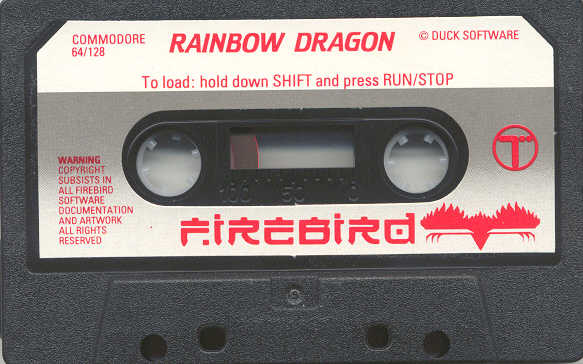 COMMODORE
64/128
RAINBOW DRAGON
© DUCK SOFTWARE
To load: hold down SHIFT and press RUN/STOP
WARNING
COPYRIGHT
SUBSISTS IN
ALL FIREBIRD
SOFTWARE
DOCUMENTATION
AND ARTWORK
ALL RIGHTS
RESERVED
100 50 0
T
FIREBIRD